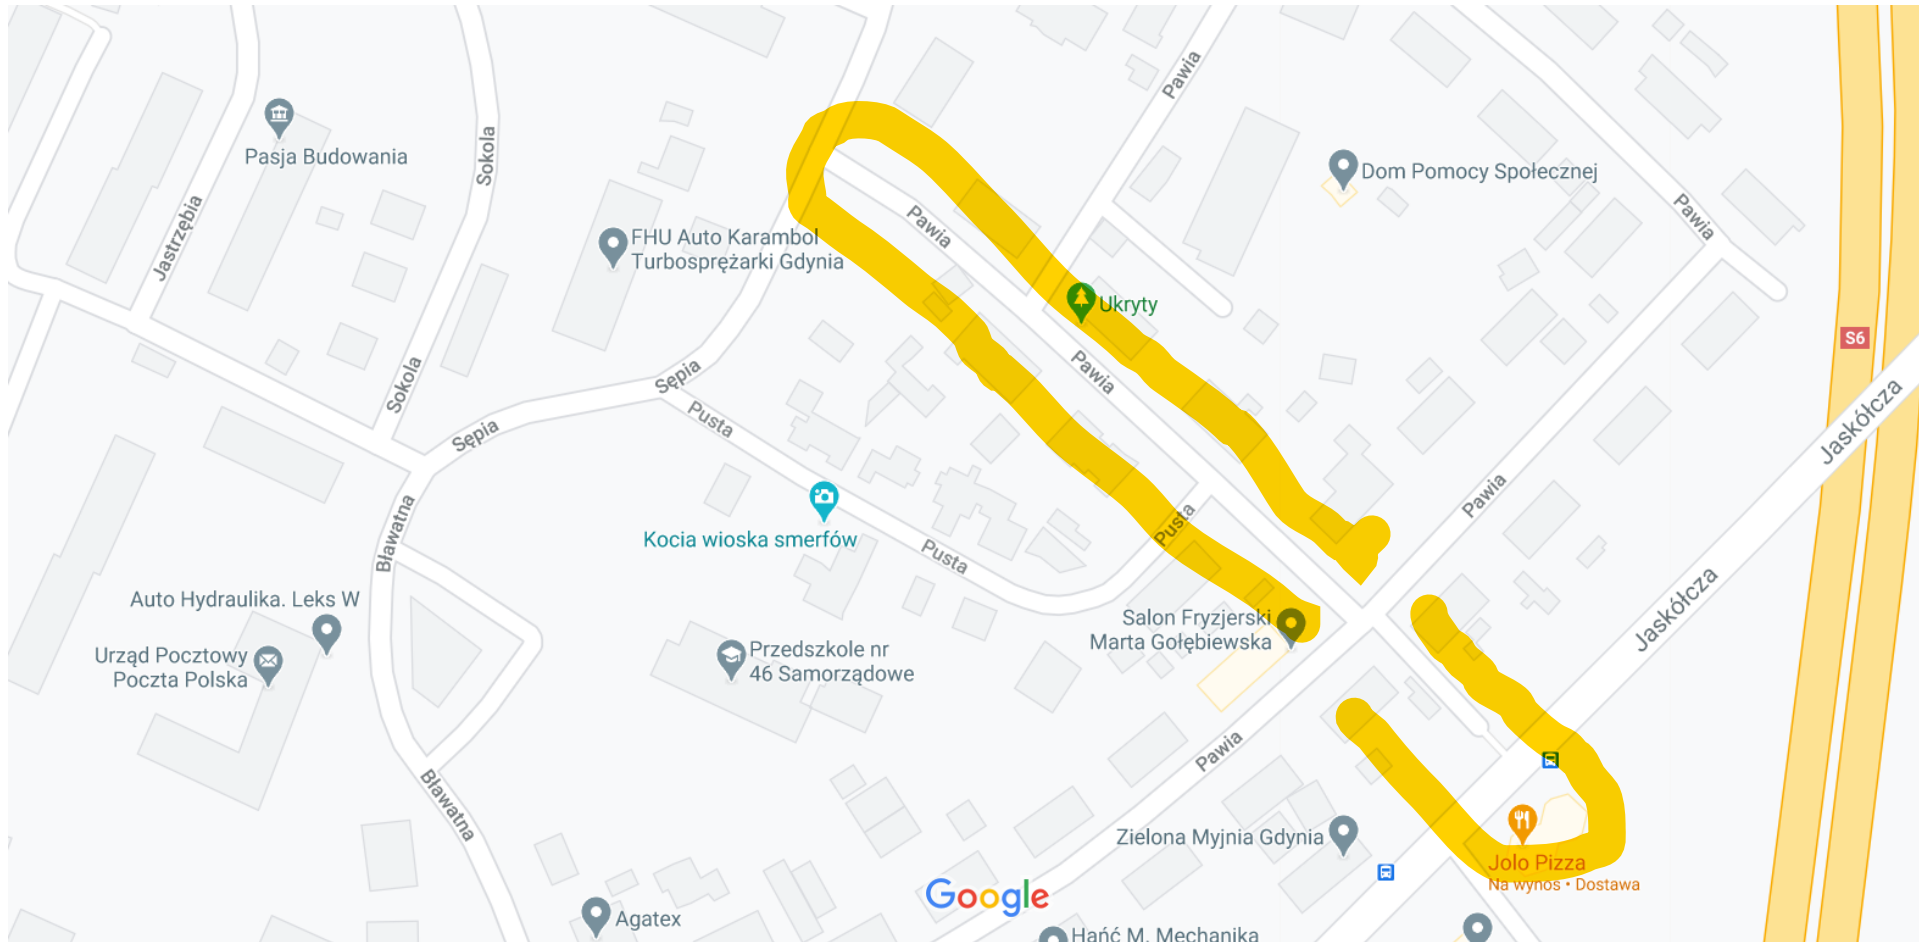 Pawia
Pasja Budowania
Sokola
Dom Pomocy Społecznej
Jastrzębia
Pawia
Pawia
FHU Auto Karambol
Turbosprężarki Gdynia
Ukryty
S6
Sokola
Sępia
Pawia
Jaskółcza
Sępia
Pusta
Pawia
Bławatna
Kocia wioska smerfów
Pusta
Pusta
Auto Hydraulika. Leks W
Jaskółcza
Salon Fryzjerski
Marta Gołębiewska
Urząd Pocztowy
Poczta Polska
Przedszkole nr
46 Samorządowe
Pawia
Bławatna
Zielona Myjnia Gdynia
Jolo Pizza
Na wynos • Dostawa
Google
Agatex
Hańć M. Mechanika